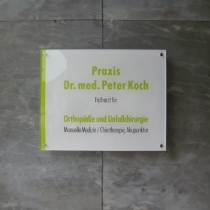 Praxis
Dr. med. Peter Koch
Facharzt für
Orthopädie und Unfallchirurgie
Manuelle Medizin / Chirotherapie, Akupunktur